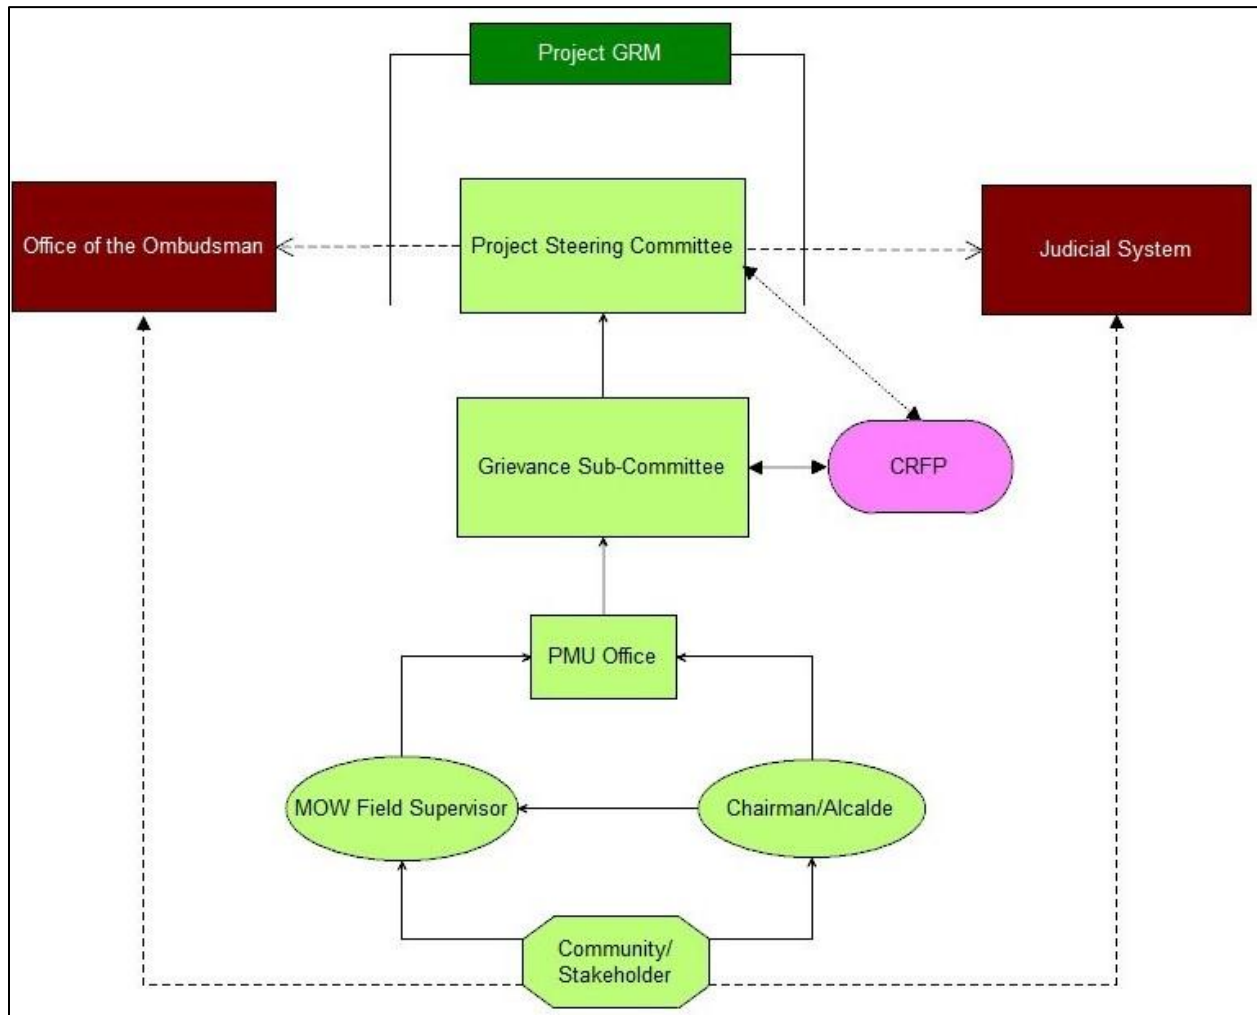 Project GRM
Office of the Ombudsman
Project Steering Committee
Judicial System
Grievance Sub-Committee
CRFP
PMU Office
MOW Field Supervisor
Chairman/Alcalde
Community/
Stakeholder